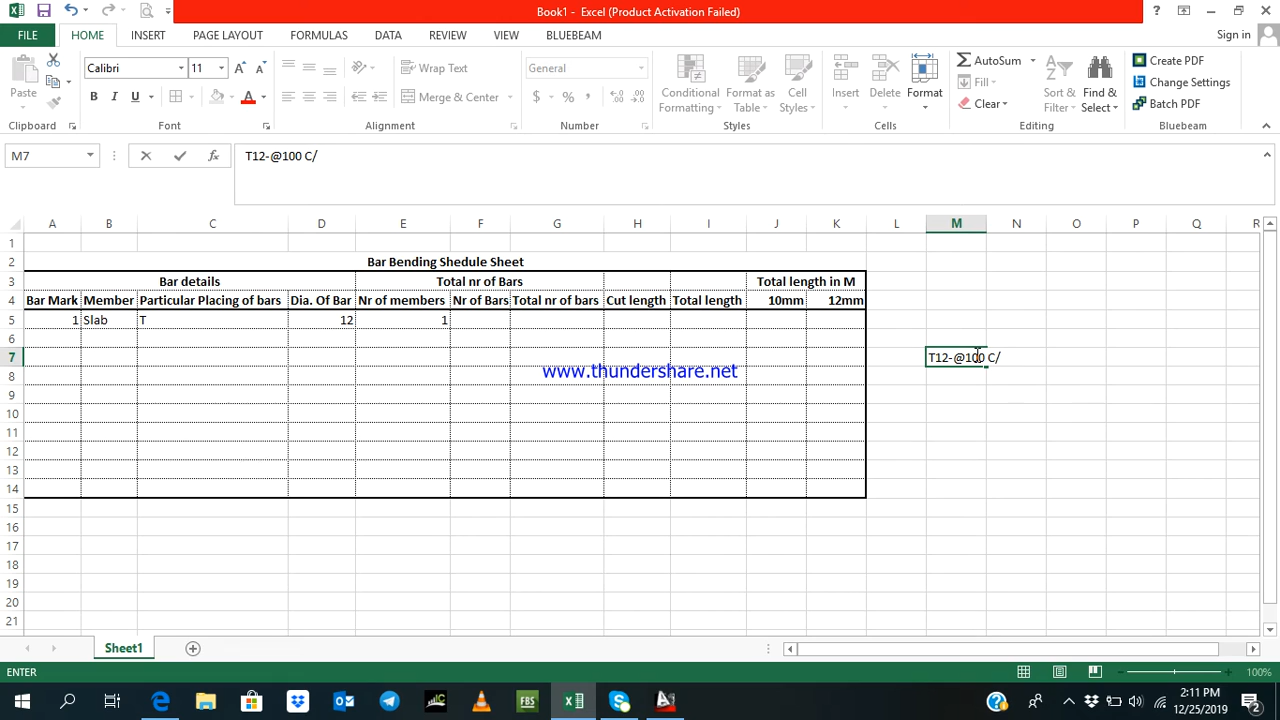 Book1 - Excel (Product Activation Failed)
FILE HOME INSERT PAGE LAYOUT FORMULAS DATA REVIEW VIEW BLUEBEAM Sign in
Paste
Calibri 11
B I U
Wrap Text
Merge & Center
General
$ % ,
Conditional Formatting
Format as Table
Cell Styles
Insert Delete Format
AutoSum
Fill
Clear
Sort & Filter
Find & Select
Create PDF
Change Settings
Batch PDF
Clipboard Font Alignment Number Styles Cells Editing Bluebeam
M7 fx T12-@100 C/
A B C D E F G H I J K L M N O P Q R
1
2 Bar Bending Shedule Sheet
3 Bar details Total nr of Bars Total length in M
4 Bar Mark Member Particular Placing of bars Dia. Of Bar Nr of members Nr of Bars Total nr of bars Cut length Total length 10mm 12mm
5 1 Slab T 12 1
6
7 T12-@100 C/
www.thundershare.net
8
9
10
11
12
13
14
15
16
17
18
19
20
21
Sheet1
ENTER 100%
FBS
2:11 PM
12/25/2019
2